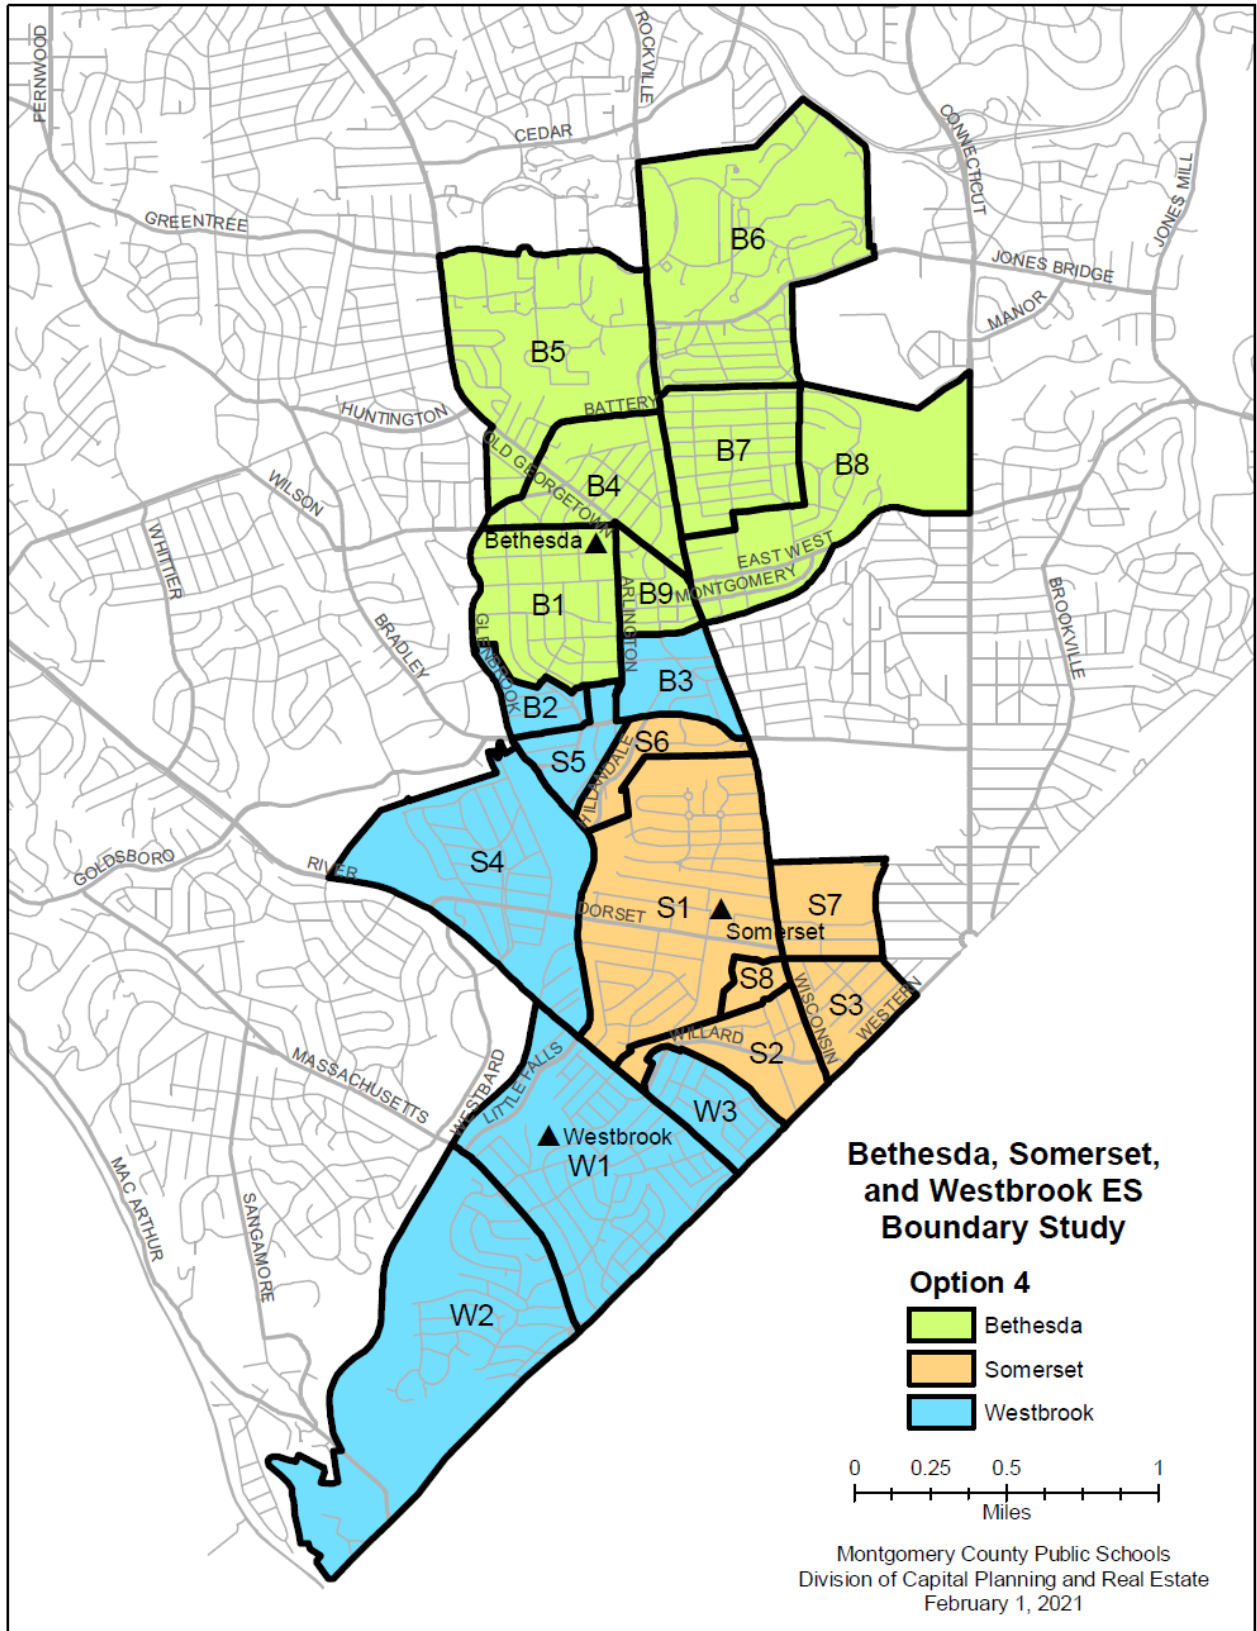 FERNWOOD
ROCKVILLE
CEDAR
CONNECTICUT
JONES MILL
GREENTREE
B6
JONES BRIDGE
MANOR
B5
BATTERY
HUNTINGTON
OLD GEORGETOWN
B7
B8
B4
WILSON
WHITTIER
Bethesda
EAST WEST
MONTGOMERY
B9
ARLINGTON
B1
BROOKVILLE
GLENBROOK
BRADLEY
B3
B2
S6
S5
HILLANDALE
GOLDSBORO
RIVER
S4
DORSET
S1
S7
Somerset
S8
WISCONSIN
S3
WESTERN
WILLARD
S2
MASSACHUSETTS
WESTBARD
LITTLE FALLS
W3
Westbrook
W1
MAC ARTHUR
SANGAMORE
W2
Bethesda, Somerset,
and Westbrook ES
Boundary Study
Option 4
Bethesda
Somerset
Westbrook
0 0.25 0.5 1
Miles
Montgomery County Public Schools
Division of Capital Planning and Real Estate
February 1, 2021